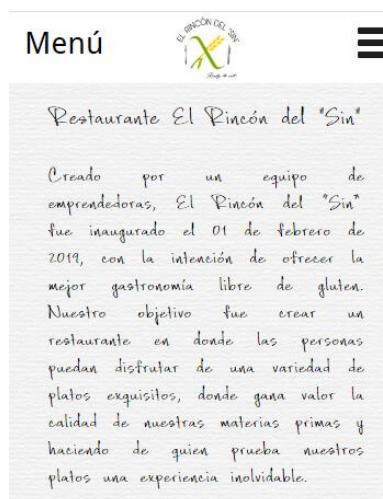 Menú
EL RINCÓN DEL "SIN"
Restaurante El Rincón del "Sin"
Creado por un equipo de
emprendedoras, El Rincón del "Sin"
fue inaugurado el 01 de febrero de
2019, con la intención de ofrecer la
mejor gastronomía libre de gluten.
Nuestro objetivo fue crear un
restaurante en donde las personas
puedan disfrutar de una variedad de
platos exquisitos, donde gana valor la
calidad de nuestras materias primas y
haciendo de quien prueba nuestros
platos una experiencia inolvidable.